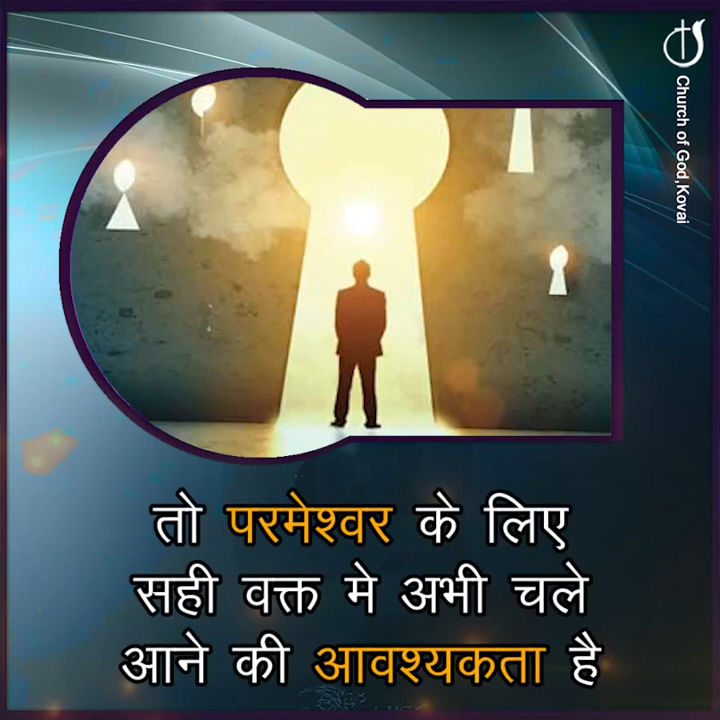 Church of God,Kovai
तो परमेश्वर के लिए
सही वक्त मे अभी चले
आने की आवश्यकता है